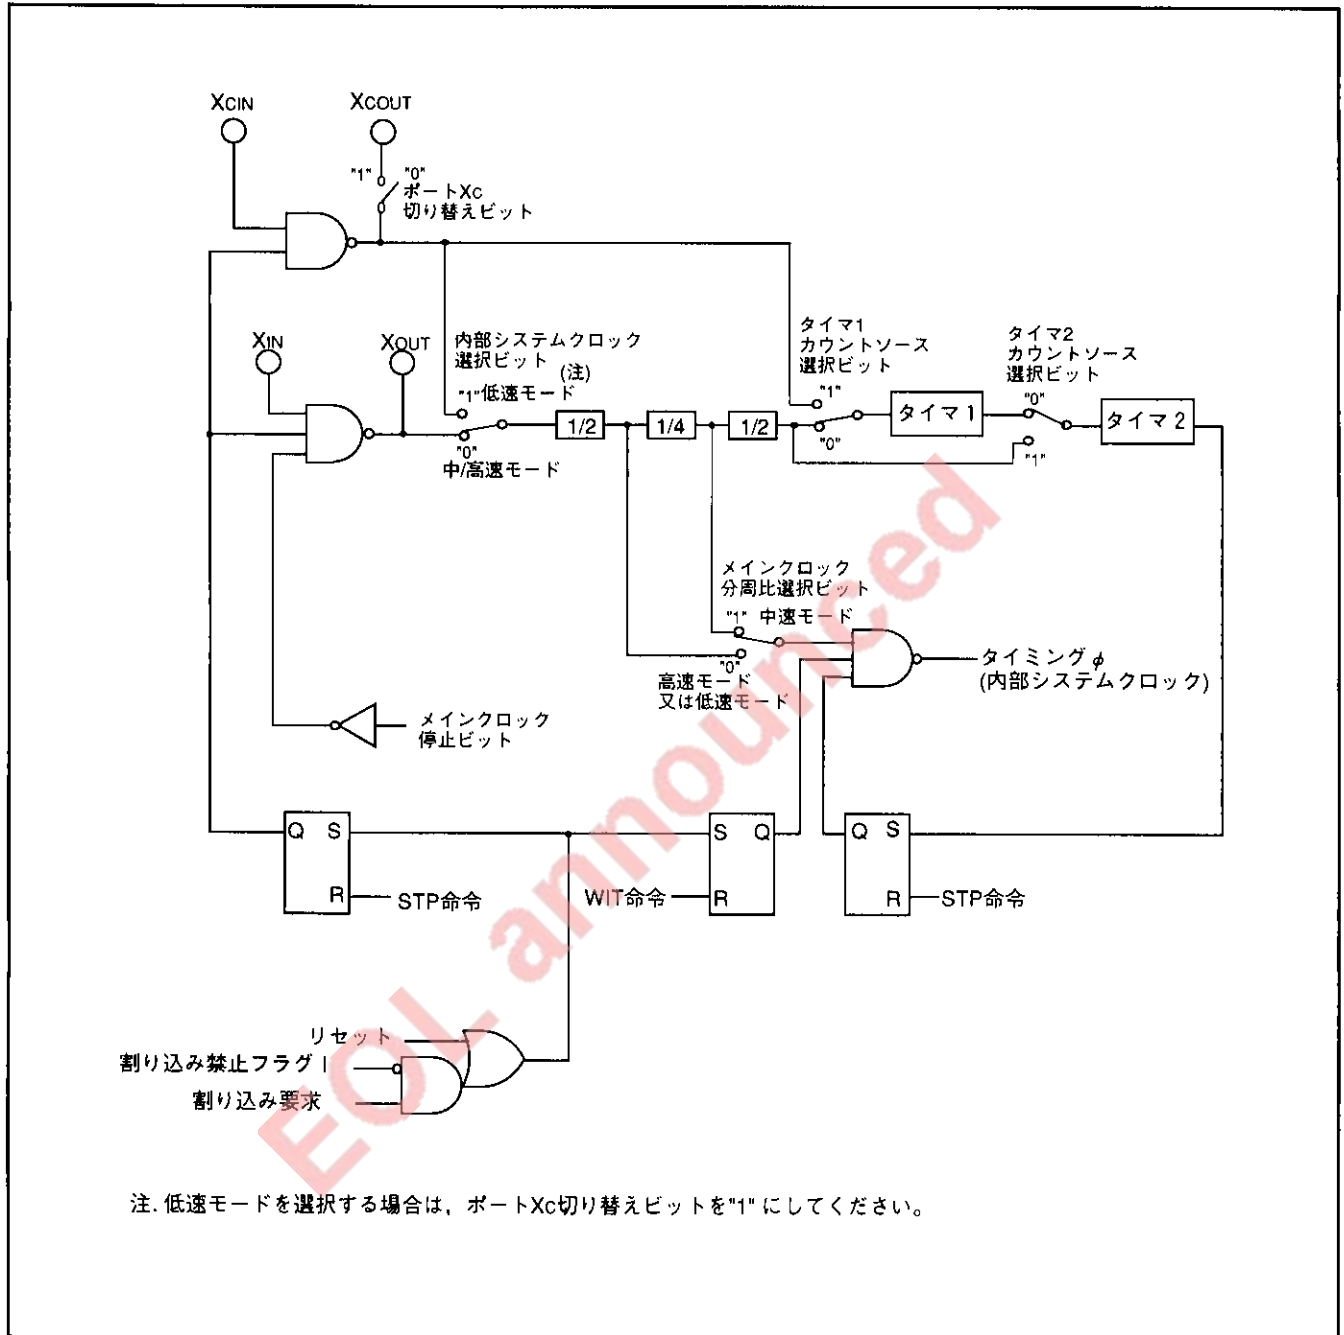 XCIN
XCOUT
"1"
"0"
ポートXC
切り替えビット
XIN
XOUT
内部システムクロック
選択ビット
(注)
"1"低速モード
"0"
中/高速モード
1/2
1/4
1/2
タイマ1
カウントソース
選択ビット
"1"
"0"
タイマ 1
タイマ2
カウントソース
選択ビット
"0"
"1"
タイマ 2
メインクロック
分周比選択ビット
"1" 中速モード
"0"
高速モード
又は低速モード
タイミングφ
(内部システムクロック)
メインクロック
停止ビット
Q S
R
STP命令
WIT命令
S Q
R
Q S
R
STP命令
リセット
割り込み禁止フラグ I
割り込み要求
注. 低速モードを選択する場合は，ポートXC切り替えビットを"1" にしてください。
EOL announced